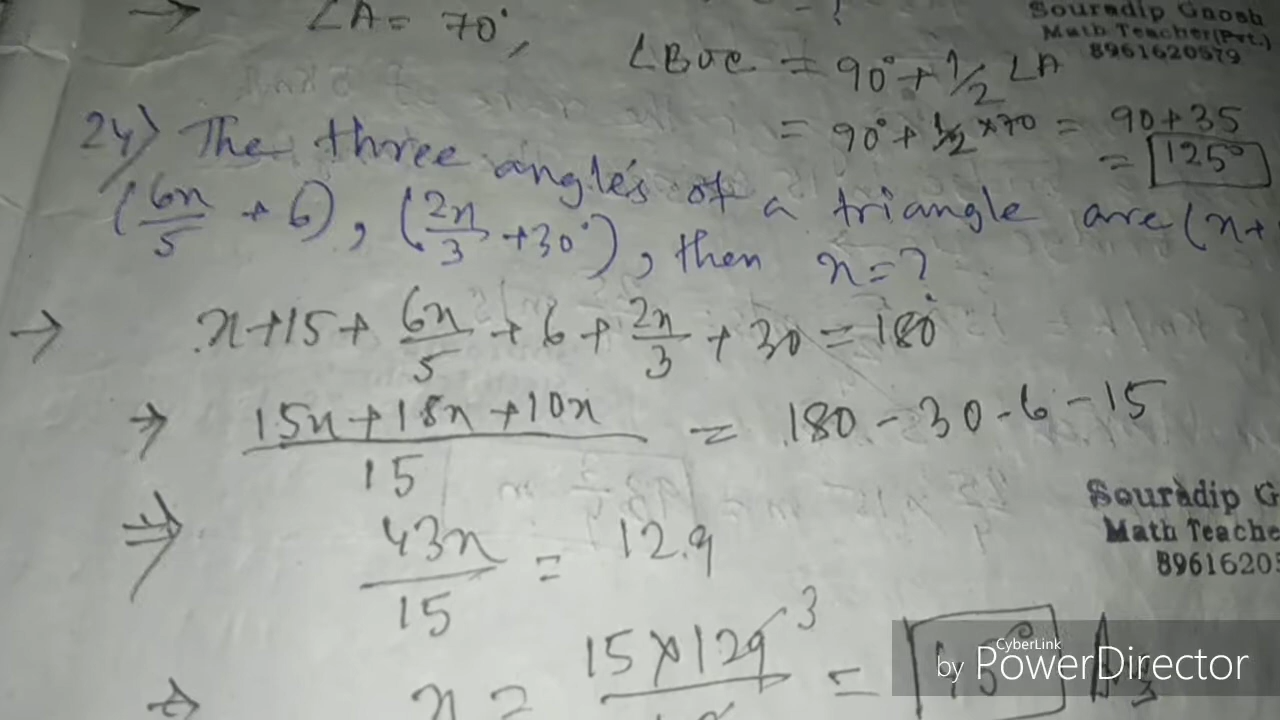 → ∠A = 70°,
∠BOC = 90° + 1/2 ∠A
= 90° + 1/2 × 70 = 90 + 35
= 125°
Souradip Ghosh
Math Teacher(Pvt.)
8961620579
24) The three angles of a triangle are (x+
(6x/5 + 6), (2x/3 + 30°), then x = ?
→ x + 15 + 6x/5 + 6 + 2x/3 + 30 = 180°
→ 15x + 18x + 10x / 15 = 180 - 30 - 6 - 15
⇒ 43x / 15 = 129
Souradip G
Math Teache
8961620
⇒ x = 15 × 129 3 = 45° Ans
CyberLink
by PowerDirector